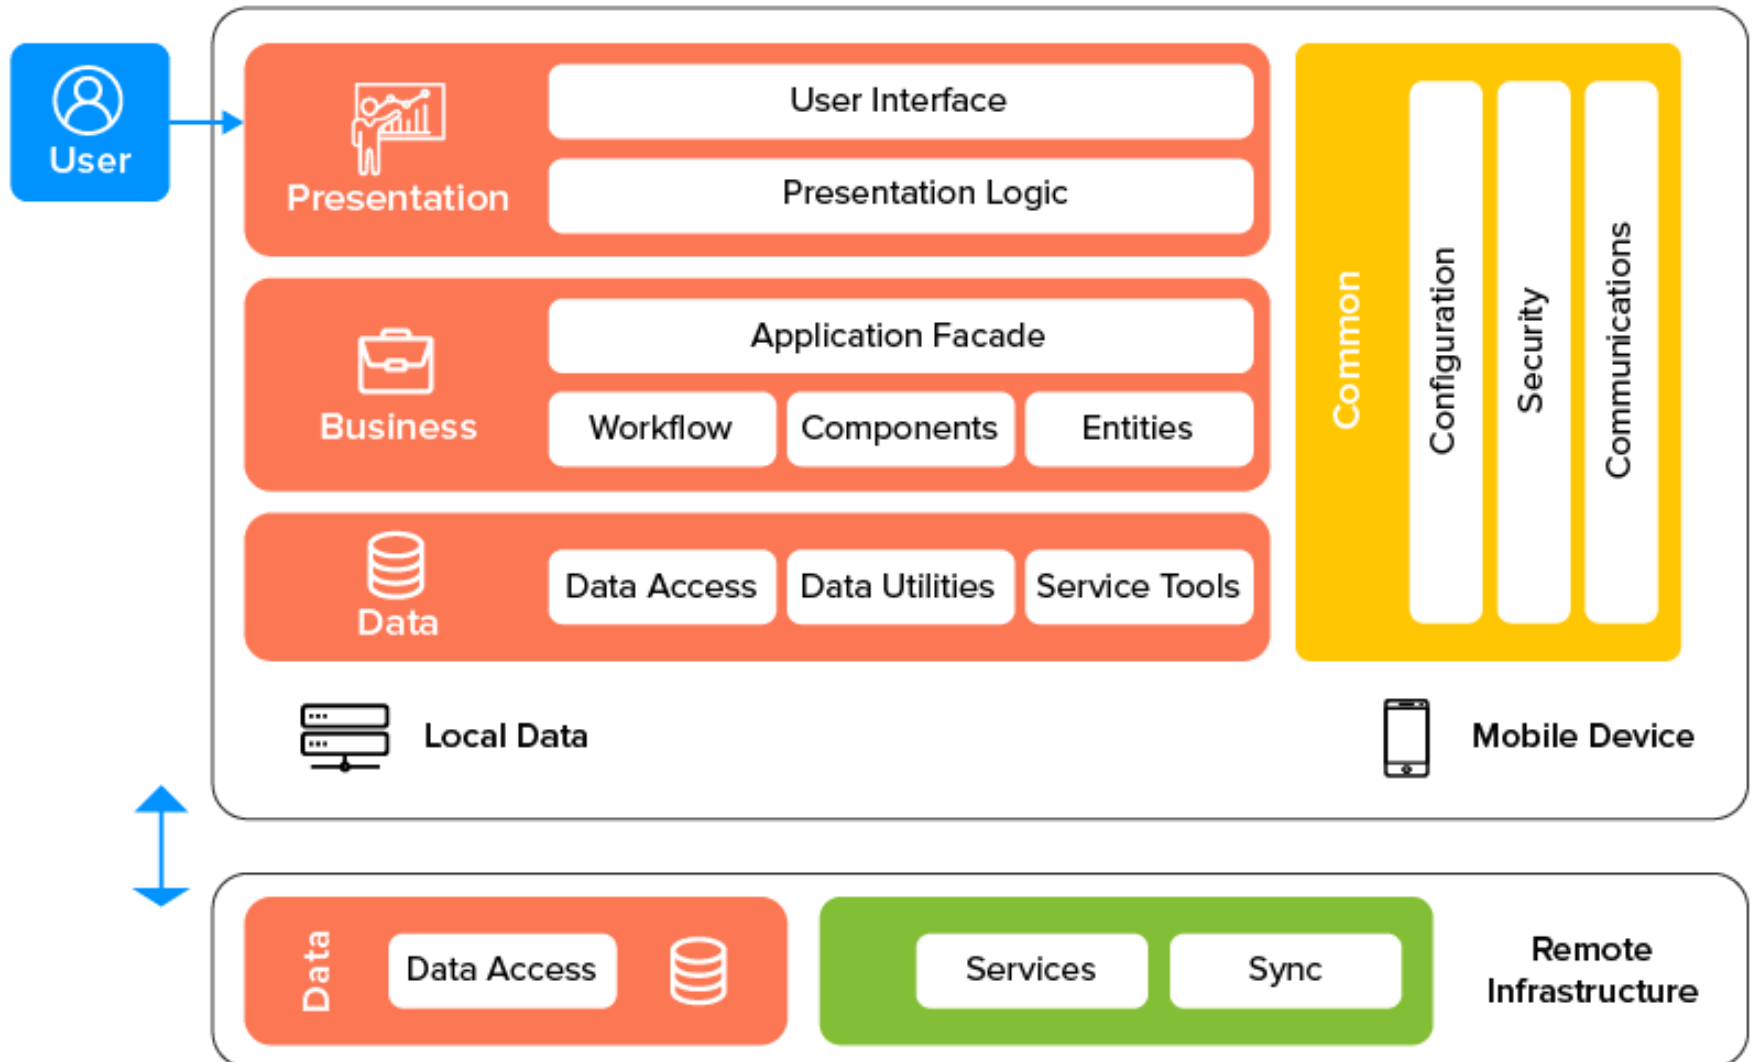 User
Presentation
User Interface
Presentation Logic
Business
Application Facade
Workflow
Components
Entities
Data
Data Access
Data Utilities
Service Tools
Common
Configuration
Security
Communications
Local Data
Mobile Device
Data
Data Access
Services
Sync
Remote
Infrastructure